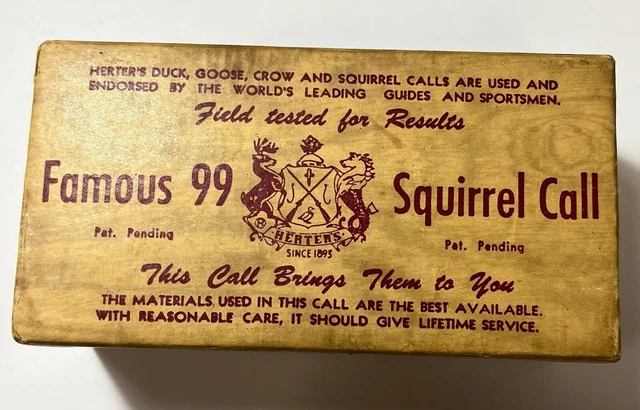 HERTER'S DUCK, GOOSE, CROW AND SQUIRREL CALLS ARE USED AND
ENDORSED BY THE WORLD'S LEADING GUIDES AND SPORTSMEN.
Field tested for Results
Famous 99
Squirrel Call
Pat. Pending
Pat. Pending
HERTER'S
SINCE 1893
This Call Brings Them to You
THE MATERIALS USED IN THIS CALL ARE THE BEST AVAILABLE.
WITH REASONABLE CARE, IT SHOULD GIVE LIFETIME SERVICE.